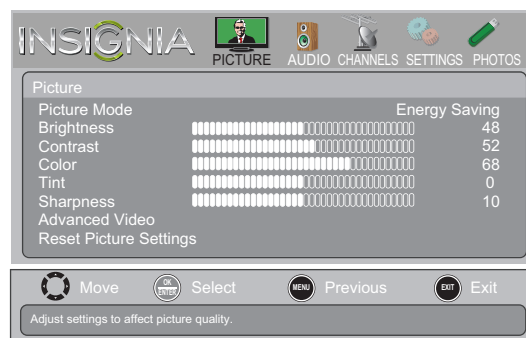 INSIGNIA
PICTURE AUDIO CHANNELS SETTINGS PHOTOS
Picture
Picture Mode Energy Saving
Brightness 48
Contrast 52
Color 68
Tint 0
Sharpness 10
Advanced Video
Reset Picture Settings
Move OK ENTER Select MENU Previous EXIT Exit
Adjust settings to affect picture quality.